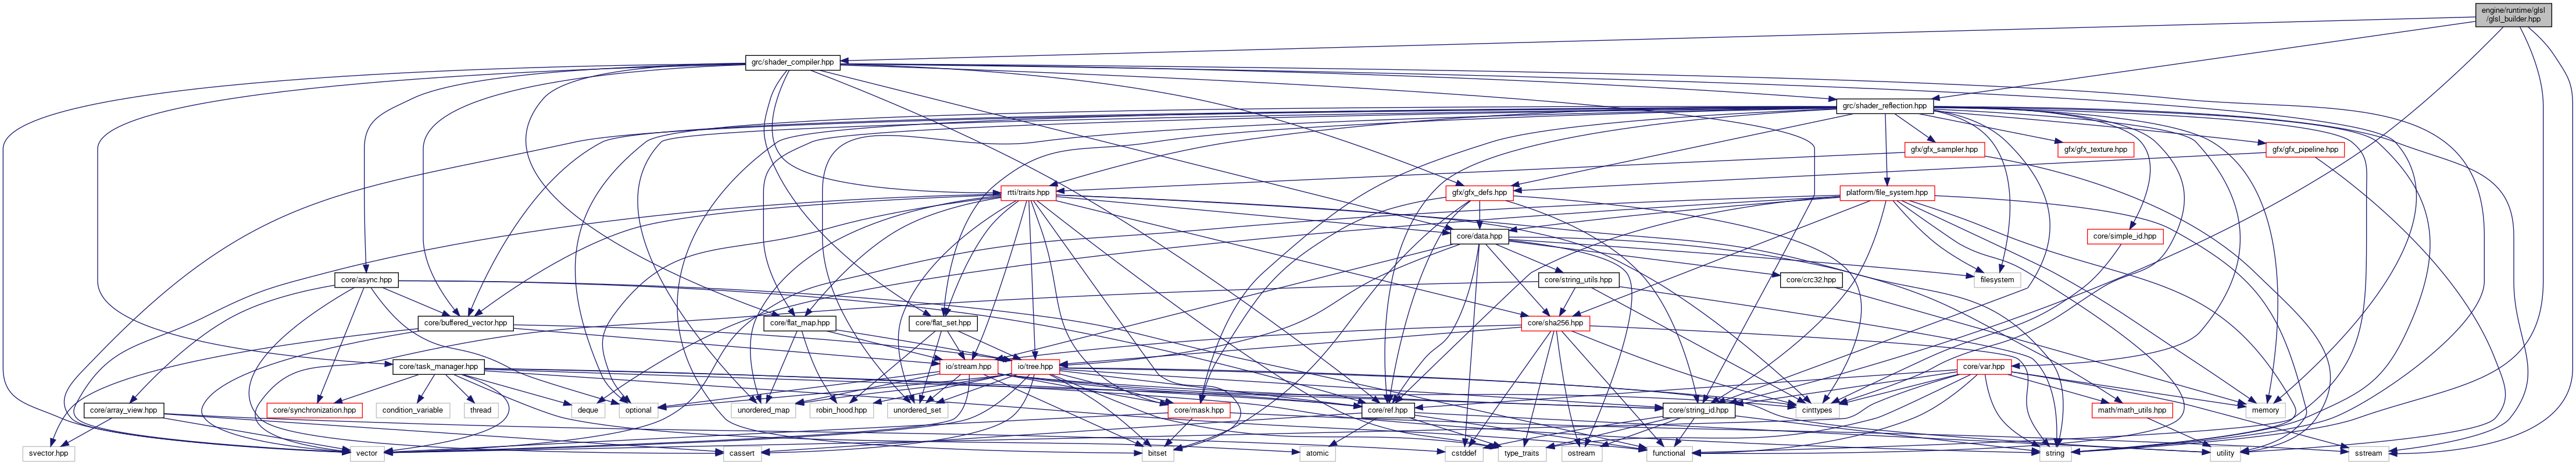 engine/runtime/glsl
/glsl_builder.hpp
grc/shader_compiler.hpp
grc/shader_reflection.hpp
gfx/gfx_sampler.hpp
gfx/gfx_texture.hpp
gfx/gfx_pipeline.hpp
rtti/traits.hpp
gfx/gfx_defs.hpp
platform/file_system.hpp
core/data.hpp
core/simple_id.hpp
core/async.hpp
core/string_utils.hpp
core/crc32.hpp
filesystem
core/buffered_vector.hpp
core/flat_map.hpp
core/flat_set.hpp
core/sha256.hpp
core/task_manager.hpp
io/stream.hpp
io/tree.hpp
core/var.hpp
core/array_view.hpp
core/synchronization.hpp
condition_variable
thread
deque
optional
unordered_map
robin_hood.hpp
unordered_set
core/mask.hpp
core/ref.hpp
core/string_id.hpp
cinttypes
math/math_utils.hpp
memory
svector.hpp
vector
cassert
atomic
bitset
cstddef
type_traits
ostream
functional
string
utility
sstream